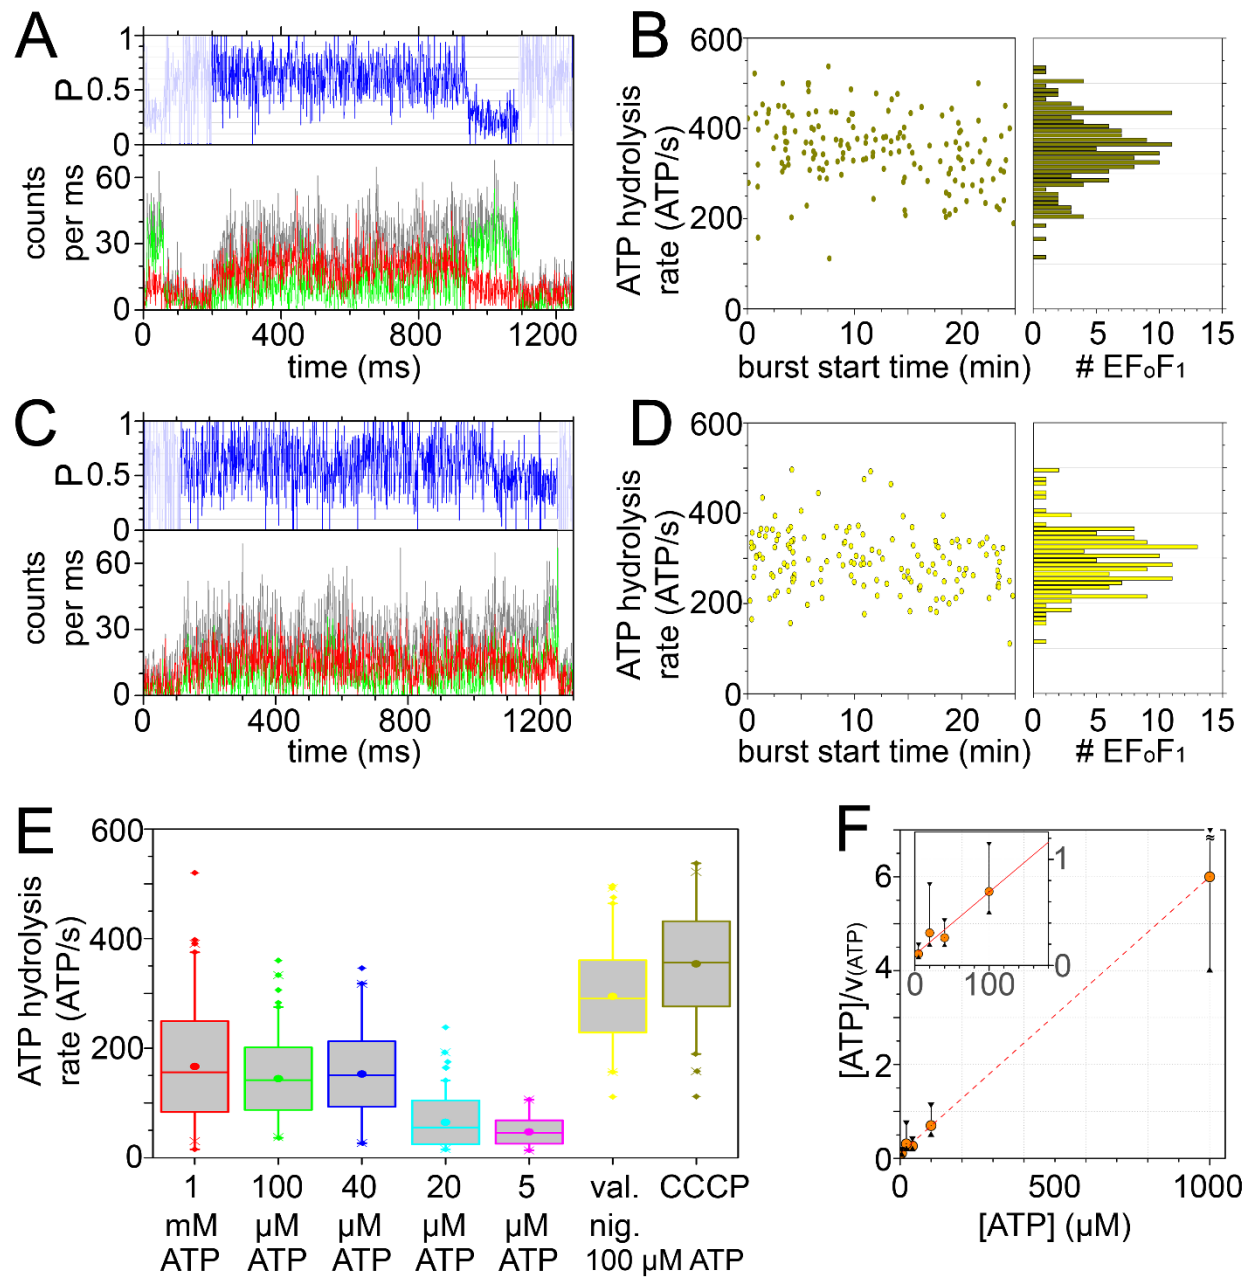 A
B
1
P
0.5
0
60
counts
per ms
30
0
0 400 800 1200
time (ms)
600
ATP hydrolysis
rate (ATP/s)
400
200
0
0 10 20
burst start time (min)
0 5 10 15
# EFoF1
C
D
1
P
0.5
0
60
counts
per ms
30
0
0 400 800 1200
time (ms)
600
ATP hydrolysis
rate (ATP/s)
400
200
0
0 10 20
burst start time (min)
0 5 10 15
# EFoF1
E
600
ATP hydrolysis
rate (ATP/s)
400
200
0
1 100 40 20 5 val. CCCP
mM µM µM µM µM nig.
ATP ATP ATP ATP ATP 100 µM ATP
F
[ATP]/v(ATP)
6
4
2
0
1
0
0 100
≈
0 500 1000
[ATP] (µM)